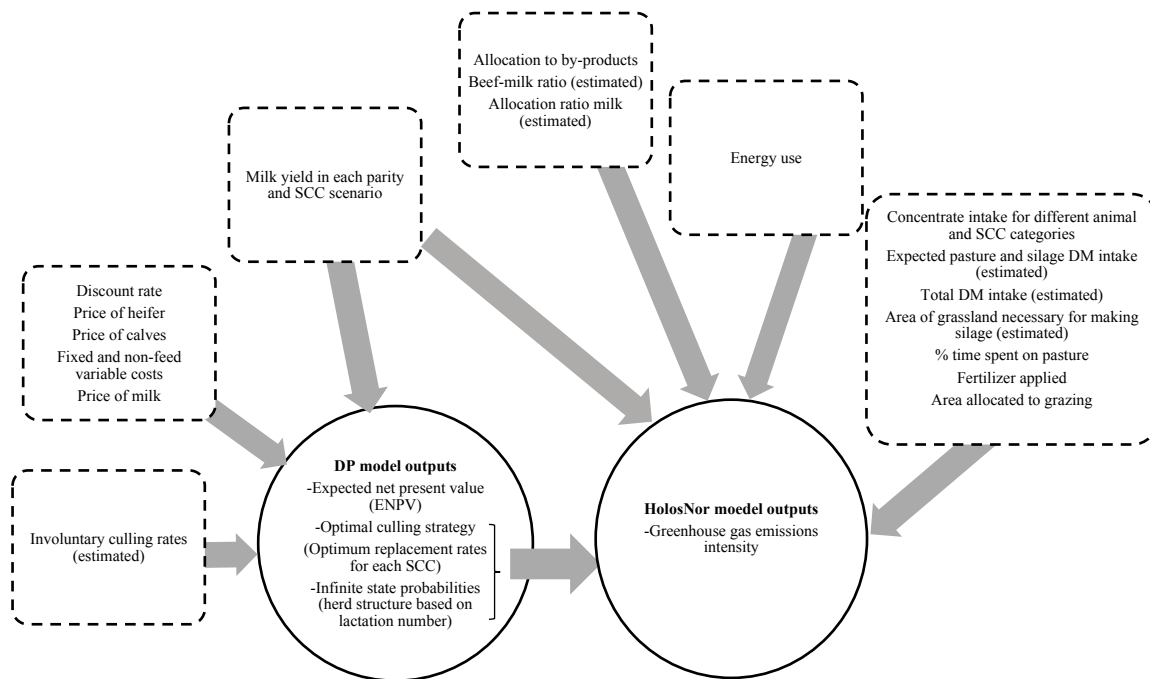 Allocation to by-products
Beef-milk ratio (estimated)
Allocation ratio milk
(estimated)
Energy use
Milk yield in each parity
and SCC scenario
Concentrate intake for different animal
and SCC categories
Expected pasture and silage DM intake
(estimated)
Total DM intake (estimated)
Area of grassland necessary for making
silage (estimated)
% time spent on pasture
Fertilizer applied
Area allocated to grazing
Discount rate
Price of heifer
Price of calves
Fixed and non-feed
variable costs
Price of milk
Involuntary culling rates
(estimated)
DP model outputs
-Expected net present value
(ENPV)
-Optimal culling strategy
(Optimum replacement rates
for each SCC)
-Infinite state probabilities
(herd structure based on
lactation number)
HolosNor moedel outputs
-Greenhouse gas emissions
intensity